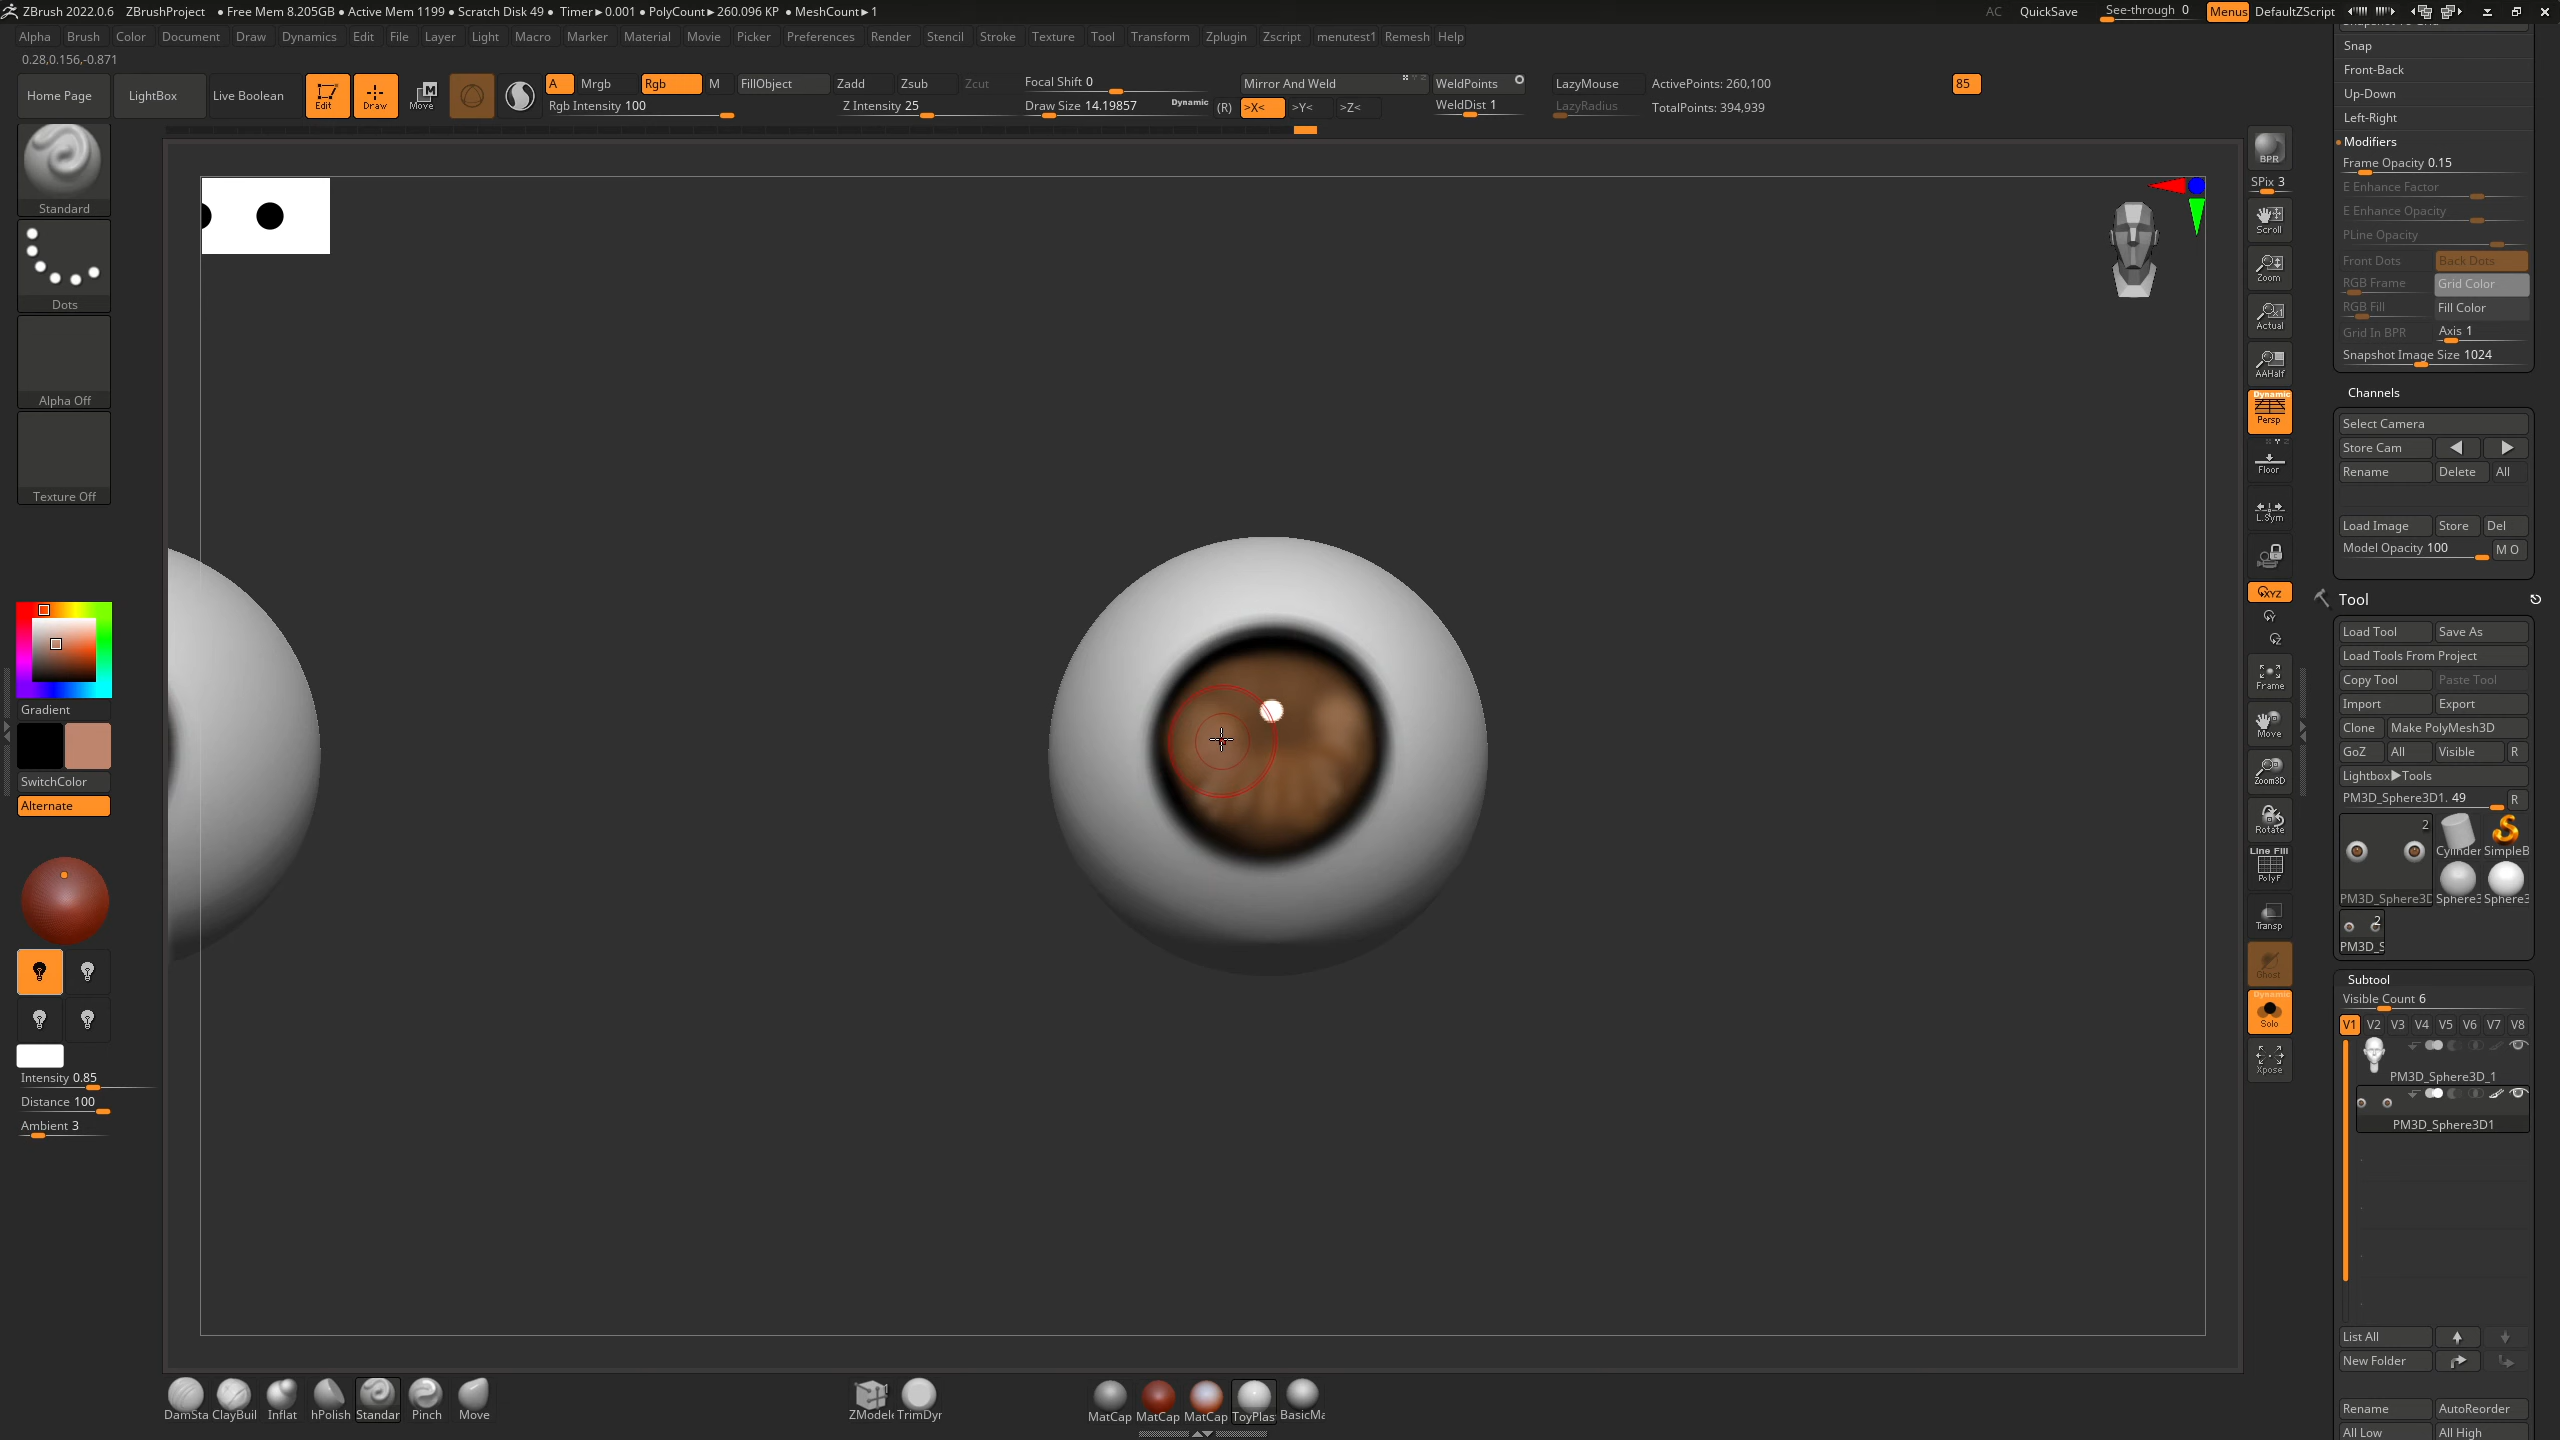 ZBrush 2022.0.6 ZBrushProject • Free Mem 8.205GB • Active Mem 1199 • Scratch Disk 49 • Timer►0.001 • PolyCount►260.096 KP • MeshCount►1 AC QuickSave See-through 0 Menus DefaultZScript
Alpha Brush Color Document Draw Dynamics Edit File Layer Light Macro Marker Material Movie Picker Preferences Render Stencil Stroke Texture Tool Transform Zplugin Zscript menutest1 Remesh Help
0.28,0.156,-0.871
Home Page LightBox Live Boolean Edit Draw Move
A Mrgb Rgb M FillObject Zadd Zsub Zcut Focal Shift 0 Mirror And Weld WeldPoints LazyMouse ActivePoints: 260,100 85
Rgb Intensity 100 Z Intensity 25 Draw Size 14.19857 Dynamic (R) >X< >Y< >Z< WeldDist 1 LazyRadius TotalPoints: 394,939
Standard
Dots
Alpha Off
Texture Off
Gradient
SwitchColor
Alternate
Intensity 0.85
Distance 100
Ambient 3
BPR
SPix 3
Scroll
Zoom
Actual
AAHalf
Dynamic
Persp
Floor
L.Sym
XYZ
Y
Z
Frame
Move
Zoom3D
Rotate
Line Fill
PolyF
Transp
Ghost
Dynamic
Solo
Xpose
Snap
Front-Back
Up-Down
Left-Right
Modifiers
Frame Opacity 0.15
E Enhance Factor
E Enhance Opacity
PLine Opacity
Front Dots Back Dots
RGB Frame Grid Color
RGB Fill Fill Color
Grid In BPR Axis 1
Snapshot Image Size 1024
Channels
Select Camera
Store Cam
Rename Delete All
Load Image Store Del
Model Opacity 100 M O
Tool
Load Tool Save As
Load Tools From Project
Copy Tool Paste Tool
Import Export
Clone Make PolyMesh3D
GoZ All Visible R
Lightbox►Tools
PM3D_Sphere3D1. 49 R
2
Cylinder SimpleB
PM3D_Sphere3D Sphere3 Sphere3
2
PM3D_S
Subtool
Visible Count 6
V1 V2 V3 V4 V5 V6 V7 V8
PM3D_Sphere3D_1
PM3D_Sphere3D1
List All
New Folder
Rename AutoReorder
All Low All High
DamSta ClayBuil Inflat hPolish Standar Pinch Move ZModele TrimDyr MatCap MatCap MatCap ToyPlas BasicMa